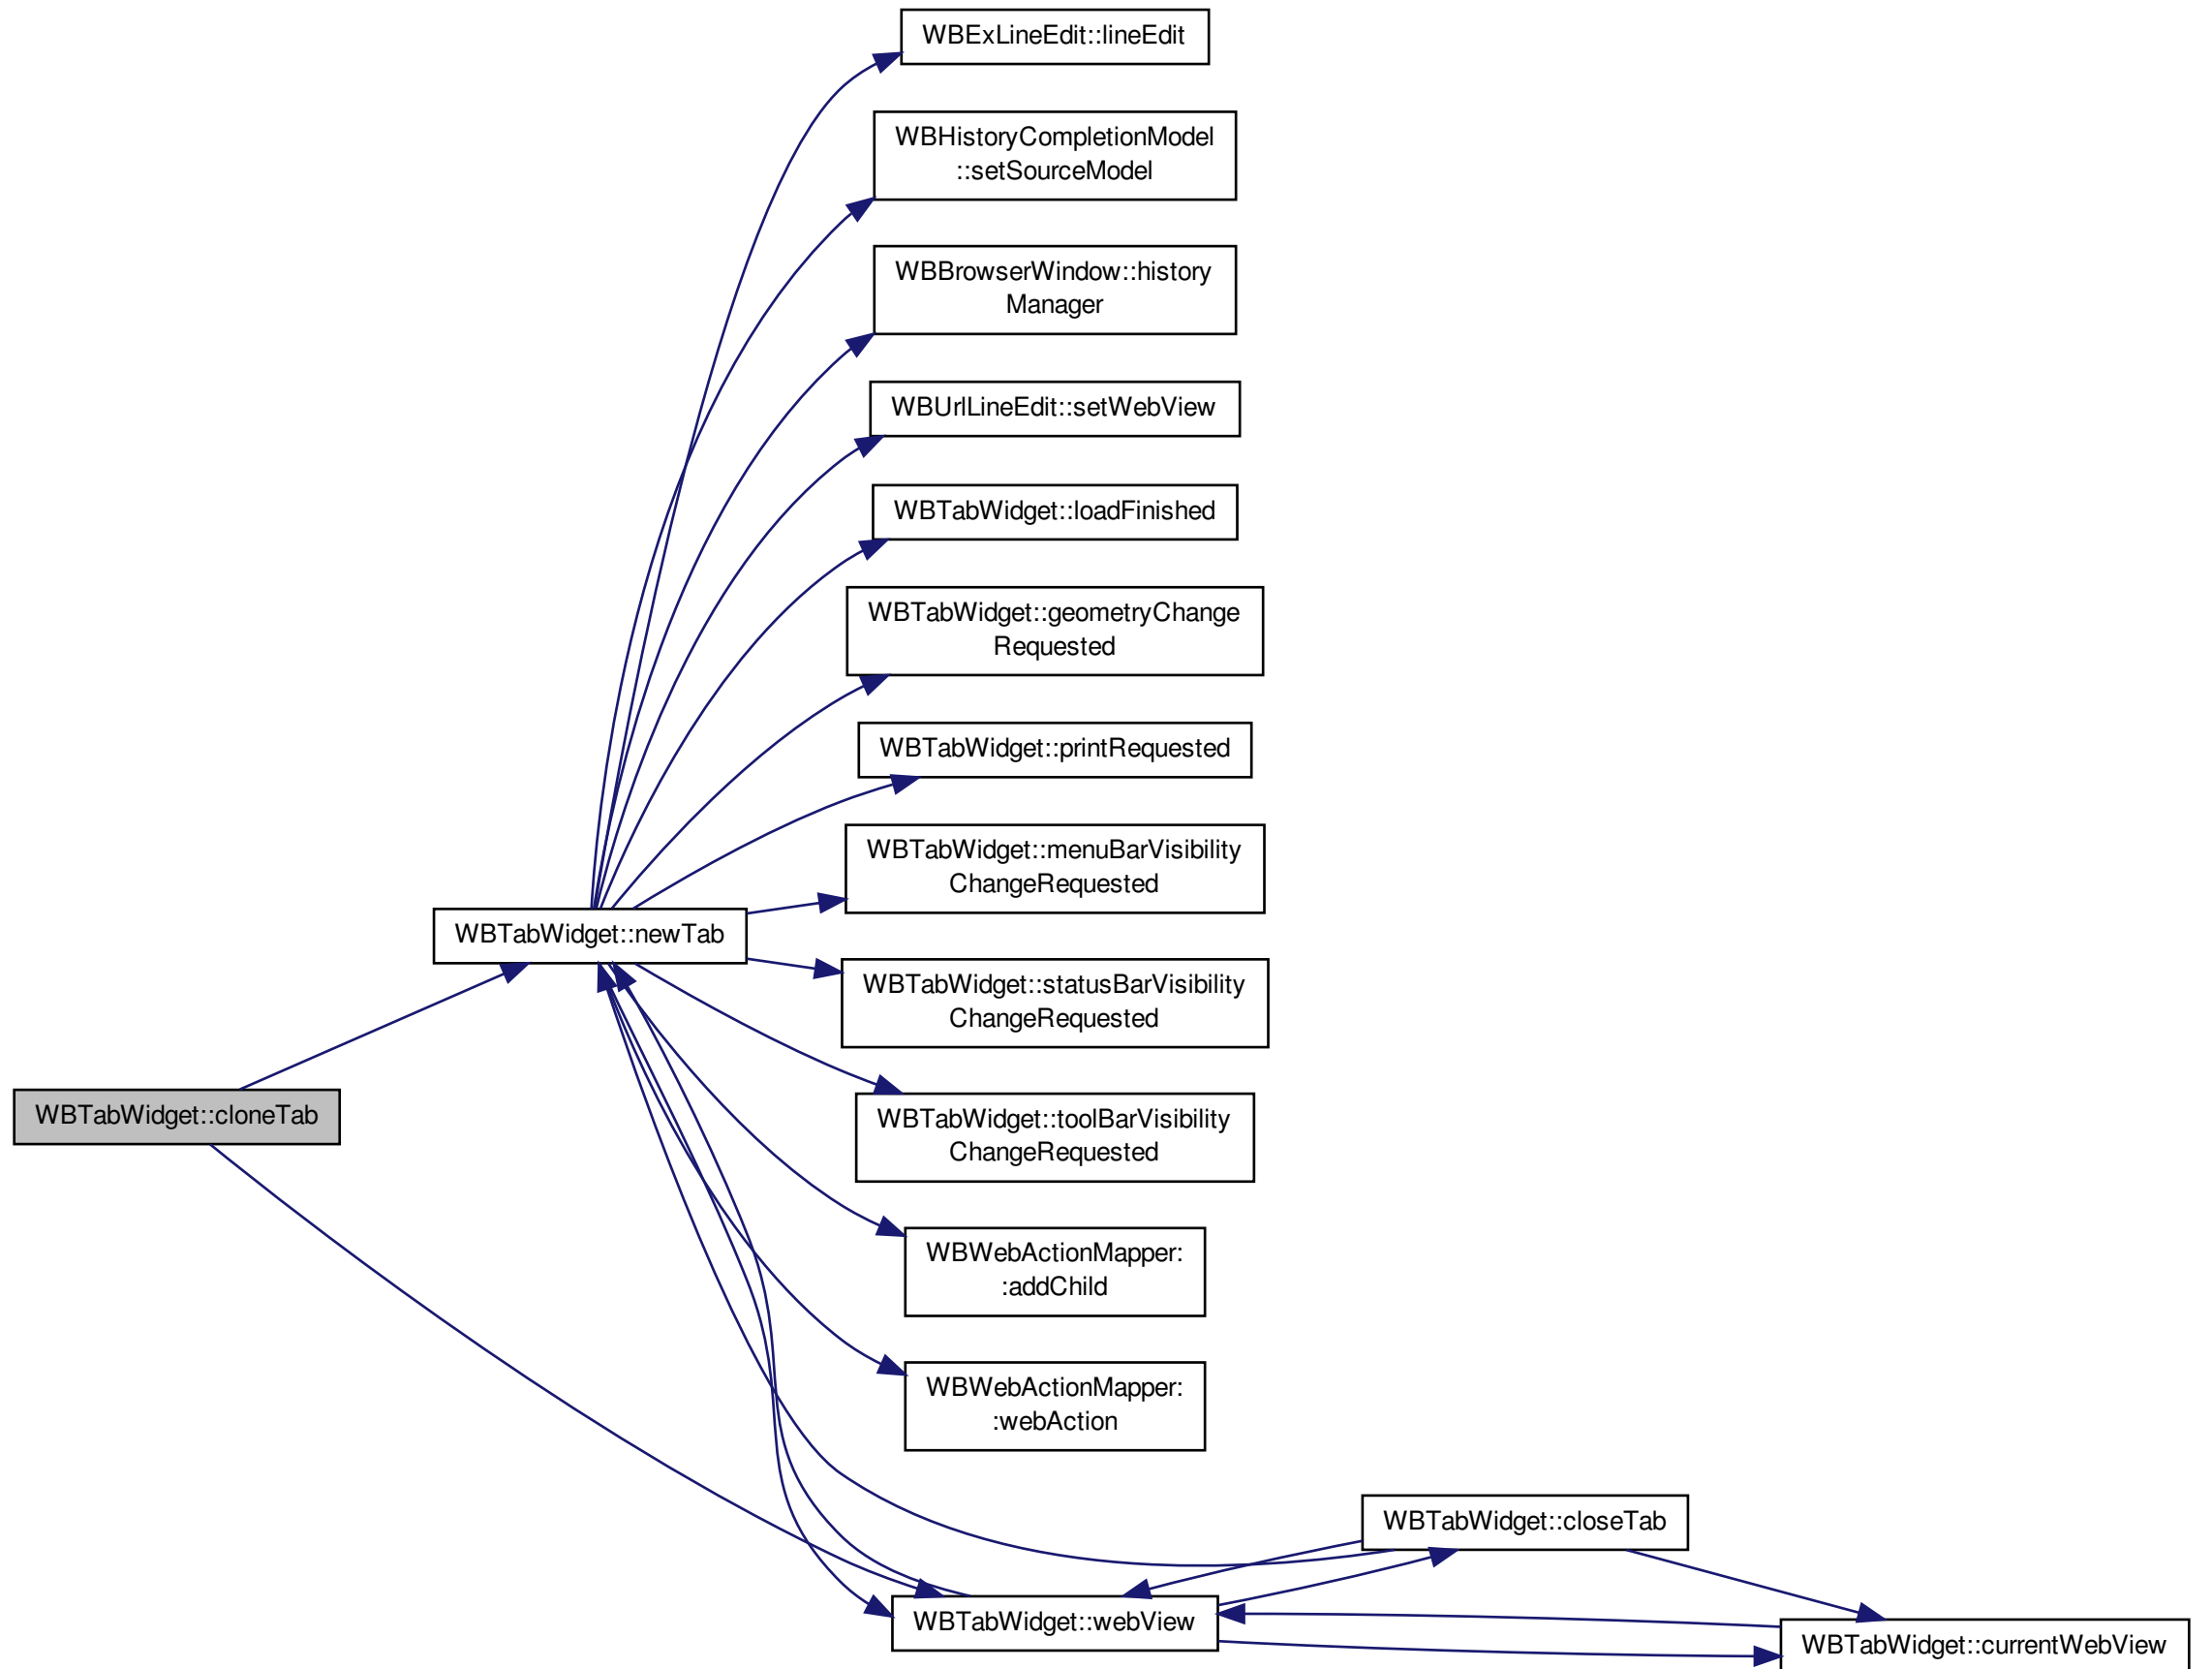 WBExLineEdit::lineEdit
WBHistoryCompletionModel
::setSourceModel
WBBrowserWindow::history
Manager
WBUrlLineEdit::setWebView
WBTabWidget::loadFinished
WBTabWidget::geometryChange
Requested
WBTabWidget::printRequested
WBTabWidget::menuBarVisibility
ChangeRequested
WBTabWidget::newTab
WBTabWidget::statusBarVisibility
ChangeRequested
WBTabWidget::cloneTab
WBTabWidget::toolBarVisibility
ChangeRequested
WBWebActionMapper:
:addChild
WBWebActionMapper:
:webAction
WBTabWidget::closeTab
WBTabWidget::webView
WBTabWidget::currentWebView